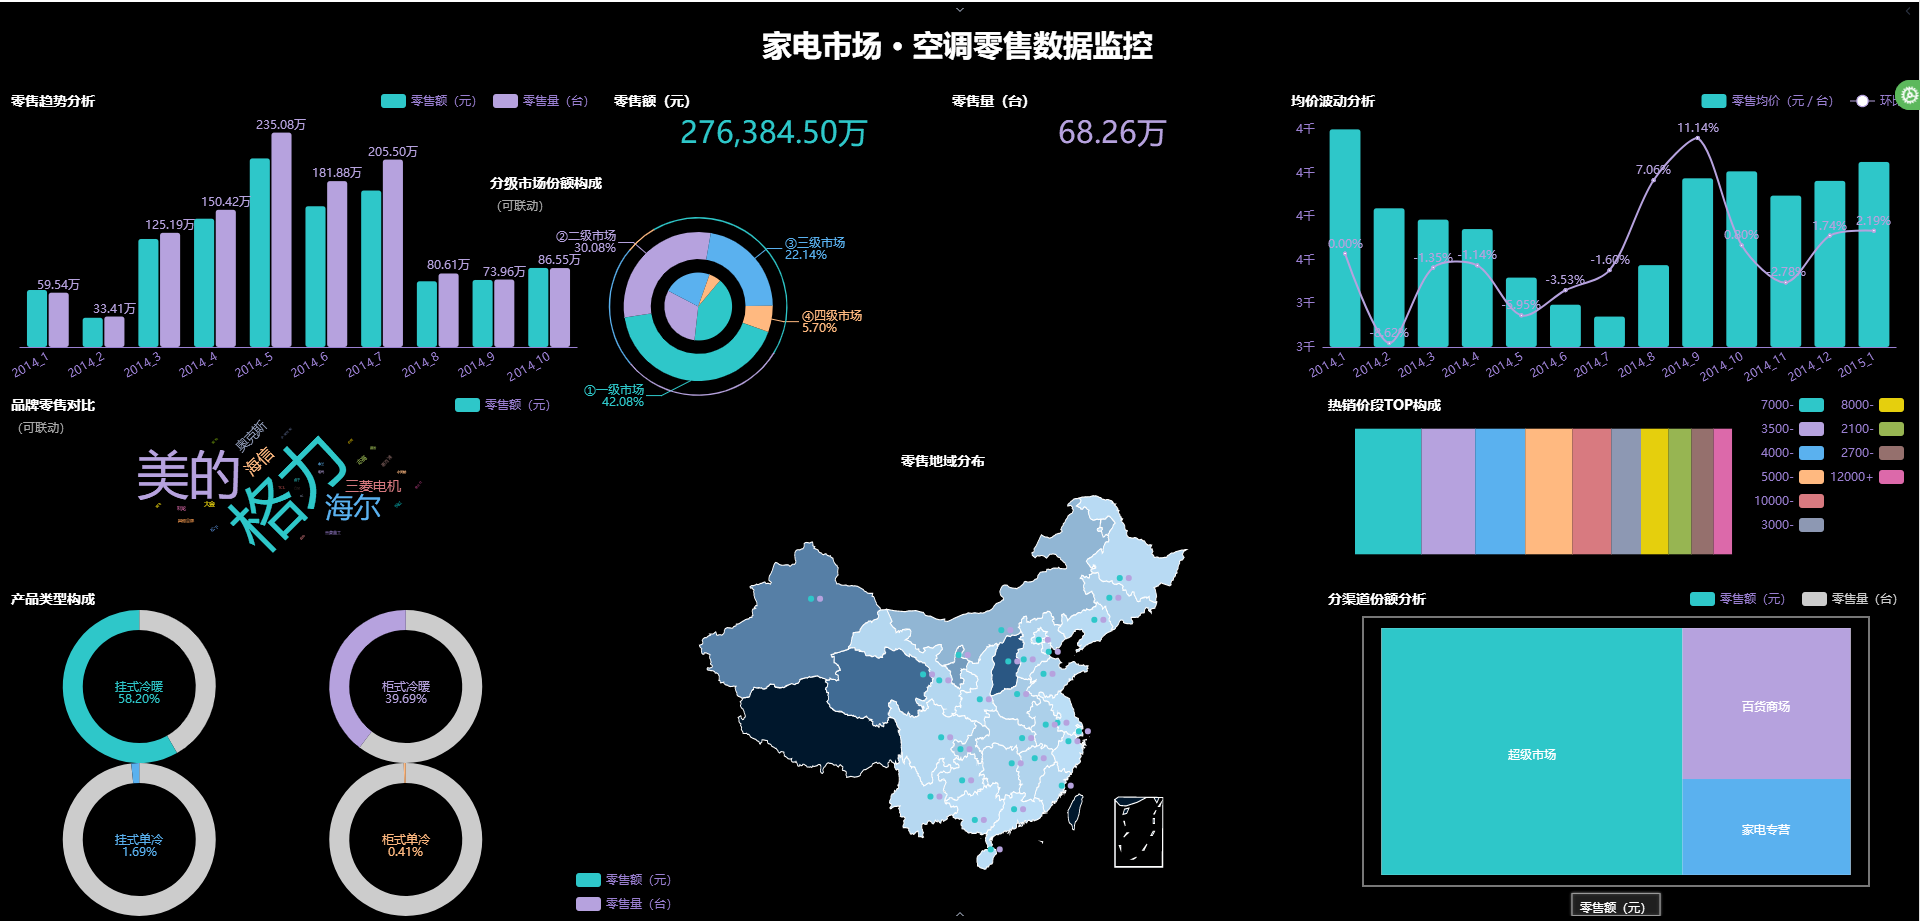 家电市场·空调零售数据监控
零售趋势分析
零售额（元）
零售量（台）
235.08万
205.50万
181.88万
150.42万
125.19万
59.54万
33.41万
80.61万
73.96万
86.55万
2014_1
2014_2
2014_3
2014_4
2014_5
2014_6
2014_7
2014_8
2014_9
2014_10
零售额（元）
276,384.50万
零售量（台）
68.26万
分级市场份额构成
（可联动）
②二级市场
30.08%
③三级市场
22.14%
④四级市场
5.70%
①一级市场
42.08%
均价波动分析
零售均价（元 / 台）
环比
4千
4千
4千
4千
3千
3千
0.00%
-1.35%
-1.14%
-3.53%
-1.60%
7.06%
11.14%
0.80%
-2.78%
1.74%
2.19%
2014_1
2014_2
2014_3
2014_4
2014_5
2014_6
2014_7
2014_8
2014_9
2014_10
2014_11
2014_12
2015_1
品牌零售对比
（可联动）
零售额（元）
美的
格力
奥克斯
海信
三菱电机
海尔
大金
零售地域分布
热销价段TOP构成
7000-
8000-
3500-
2100-
4000-
2700-
5000-
12000+
10000-
3000-
产品类型构成
挂式冷暖
58.20%
柜式冷暖
39.69%
挂式单冷
1.69%
柜式单冷
0.41%
零售额（元）
零售量（台）
分渠道份额分析
零售额（元）
零售量（台）
超级市场
百货商场
家电专营
零售额（元）